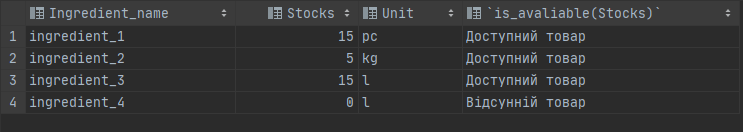 Ingredient_name Stocks Unit `is_avaliable(Stocks)`
1 ingredient_1 15 pc Доступний товар
2 ingredient_2 5 kg Доступний товар
3 ingredient_3 15 l Доступний товар
4 ingredient_4 0 l Відсунній товар